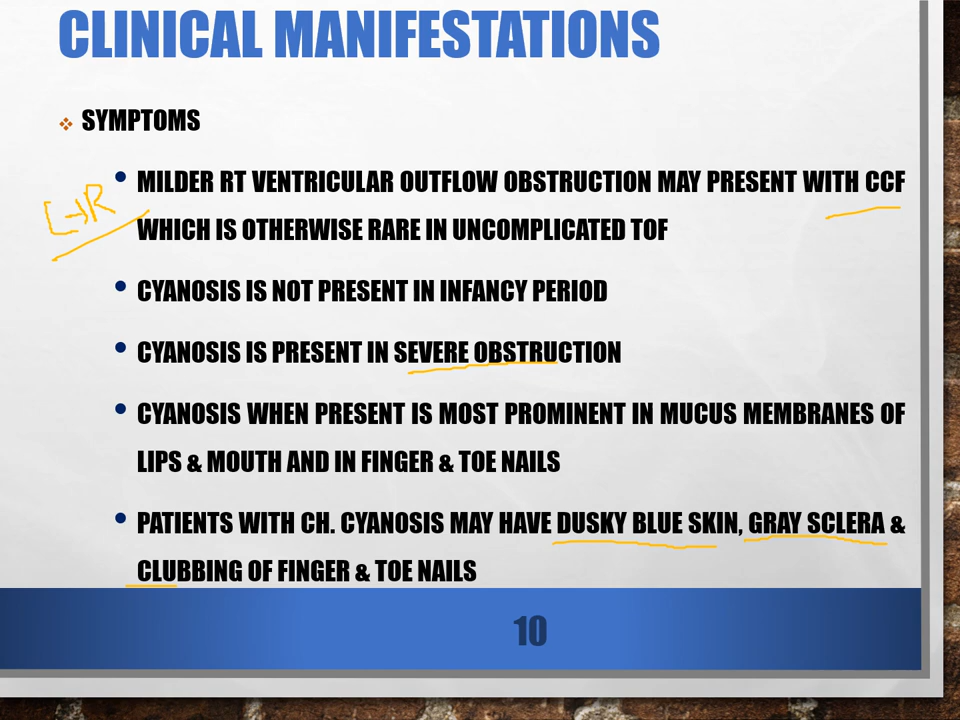 CLINICAL MANIFESTATIONS
SYMPTOMS
MILDER RT VENTRICULAR OUTFLOW OBSTRUCTION MAY PRESENT WITH CCF
L→R
WHICH IS OTHERWISE RARE IN UNCOMPLICATED TOF
CYANOSIS IS NOT PRESENT IN INFANCY PERIOD
CYANOSIS IS PRESENT IN SEVERE OBSTRUCTION
CYANOSIS WHEN PRESENT IS MOST PROMINENT IN MUCUS MEMBRANES OF
LIPS & MOUTH AND IN FINGER & TOE NAILS
PATIENTS WITH CH. CYANOSIS MAY HAVE DUSKY BLUE SKIN, GRAY SCLERA &
CLUBBING OF FINGER & TOE NAILS
10